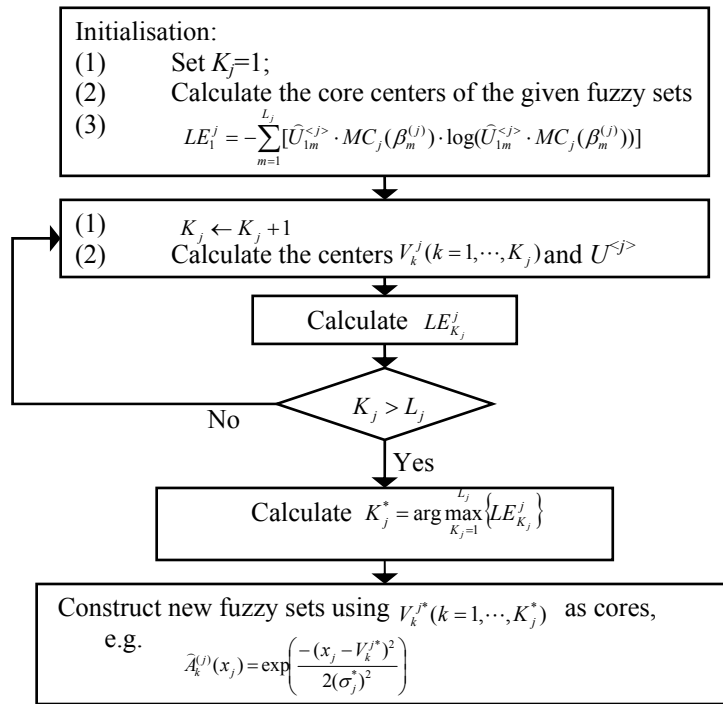 Initialisation:
(1) Set K_j=1;
(2) Calculate the core centers of the given fuzzy sets
(3) LE_1^j = -\sum_{m=1}^{L_j}[\hat{U}_{1m}^{<j>} \cdot MC_j(\beta_m^{(j)}) \cdot \log(\hat{U}_{1m}^{<j>} \cdot MC_j(\beta_m^{(j)}))]
(1) K_j ← K_j +1
(2) Calculate the centers V_k^j (k = 1,⋯, K_j) and U^{<j>}
Calculate LE_{K_j}^j
K_j > L_j
No
Yes
Calculate K_j^* = \arg\max_{K_j=1}^{L_j}\{LE_{K_j}^j\}
Construct new fuzzy sets using V_k^{j*} (k = 1,⋯, K_j^*) as cores,
e.g.
\hat{A}_k^{(j)}(x_j) = \exp\left(\frac{-(x_j - V_k^{j*})^2}{2(\sigma_j^*)^2}\right)